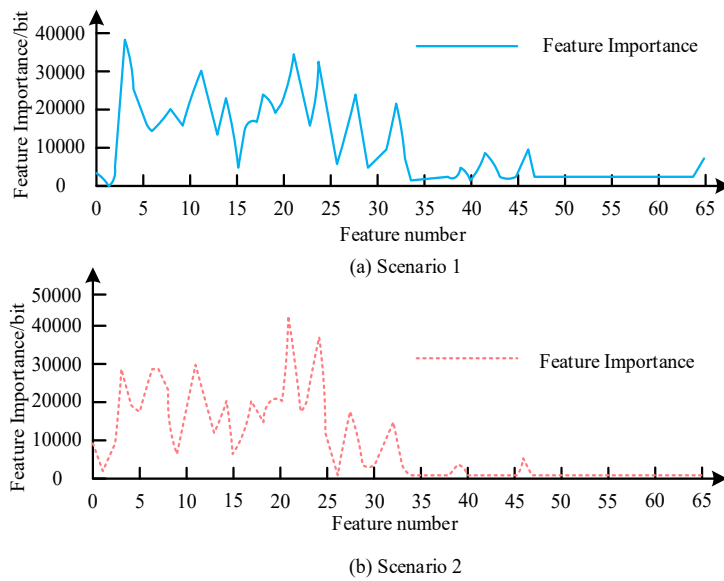 40000
30000
20000
10000
0
Feature Importance/bit
Feature Importance
0 5 10 15 20 25 30 35 40 45 50 55 60 65
Feature number
(a) Scenario 1
50000
40000
30000
20000
10000
0
Feature Importance/bit
Feature Importance
0 5 10 15 20 25 30 35 40 45 50 55 60 65
Feature number
(b) Scenario 2